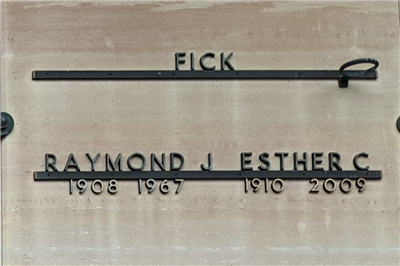 FICK
RAYMOND J ESTHER C
1908 1967 1910 2009